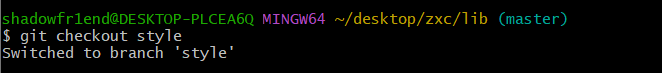 shadowfr1end@DESKTOP-PLCEA6Q MINGW64 ~/desktop/zxc/lib (master)
$ git checkout style
Switched to branch 'style'